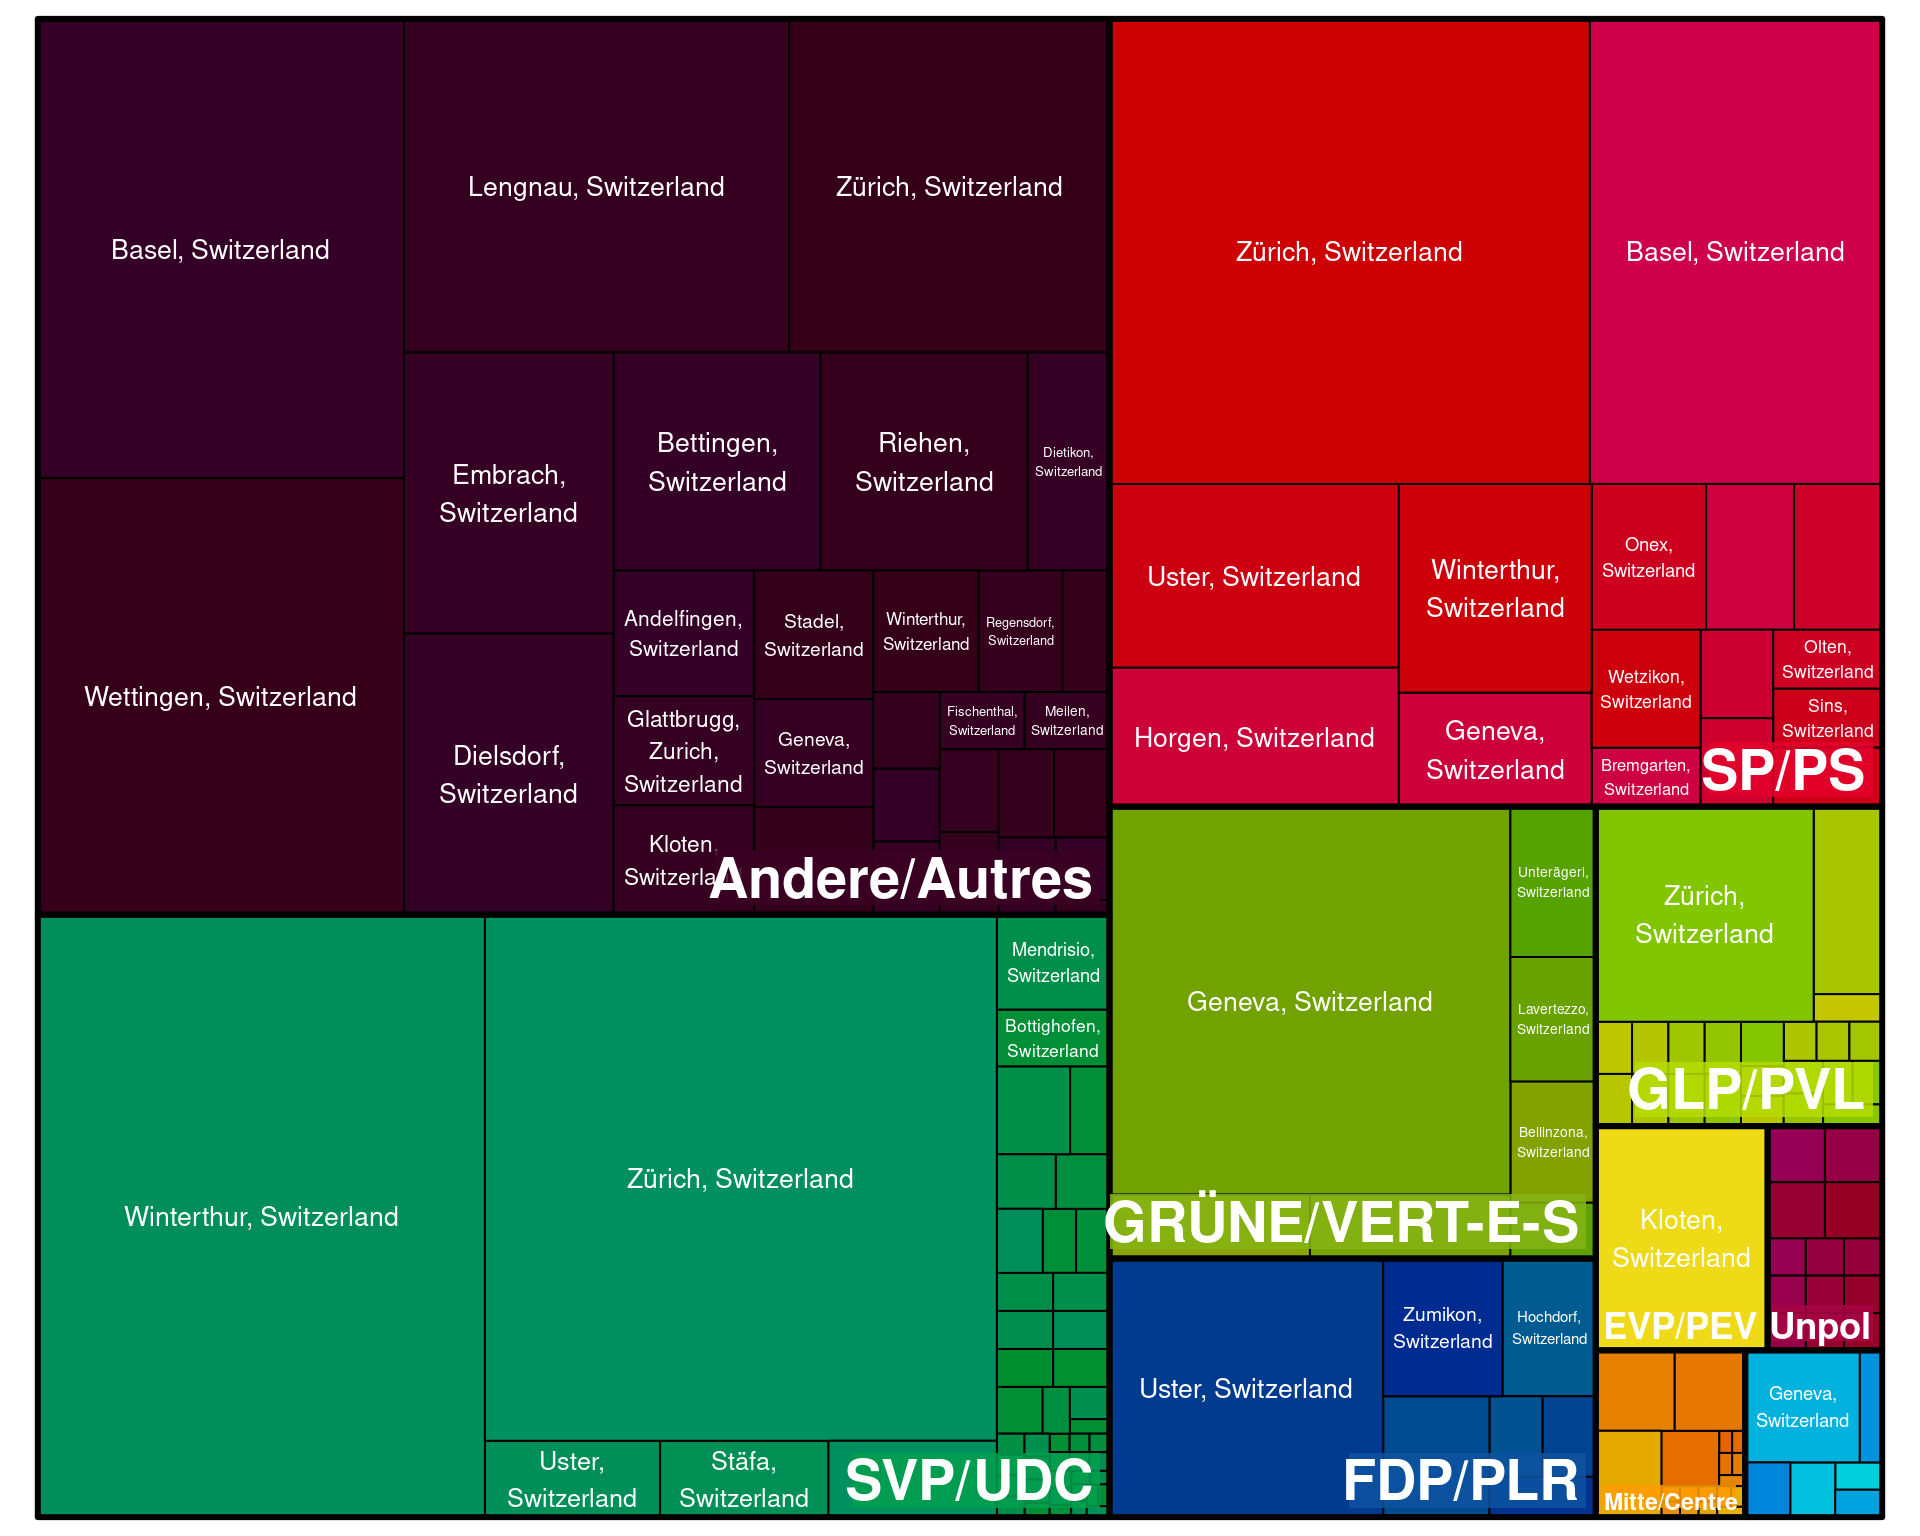 Basel, Switzerland
Lengnau, Switzerland
Zürich, Switzerland
Wettingen, Switzerland
Embrach,
Switzerland
Bettingen,
Switzerland
Riehen,
Switzerland
Dietikon,
Switzerland
Dielsdorf,
Switzerland
Andelfingen,
Switzerland
Stadel,
Switzerland
Winterthur,
Switzerland
Regensdorf,
Switzerland
Glattbrugg,
Zurich,
Switzerland
Geneva,
Switzerland
Fischenthal,
Switzerland
Meilen,
Switzerland
Kloten,
Switzerla
Andere/Autres
Zürich, Switzerland
Basel, Switzerland
Uster, Switzerland
Winterthur,
Switzerland
Horgen, Switzerland
Geneva,
Switzerland
Onex,
Switzerland
Wetzikon,
Switzerland
Olten,
Switzerland
Sins,
Switzerland
Bremgarten,
Switzerland
SP/PS
Winterthur, Switzerland
Zürich, Switzerland
Mendrisio,
Switzerland
Bottighofen,
Switzerland
Uster,
Switzerland
Stäfa,
Switzerland
SVP/UDC
Geneva, Switzerland
Unterägeri,
Switzerland
Lavertezzo,
Switzerland
Bellinzona,
Switzerland
GRÜNE/VERT-E-S
Zürich,
Switzerland
GLP/PVL
Uster, Switzerland
Zumikon,
Switzerland
Hochdorf,
Switzerland
FDP/PLR
Kloten,
Switzerland
EVP/PEV
Unpol
Mitte/Centre
Geneva,
Switzerland